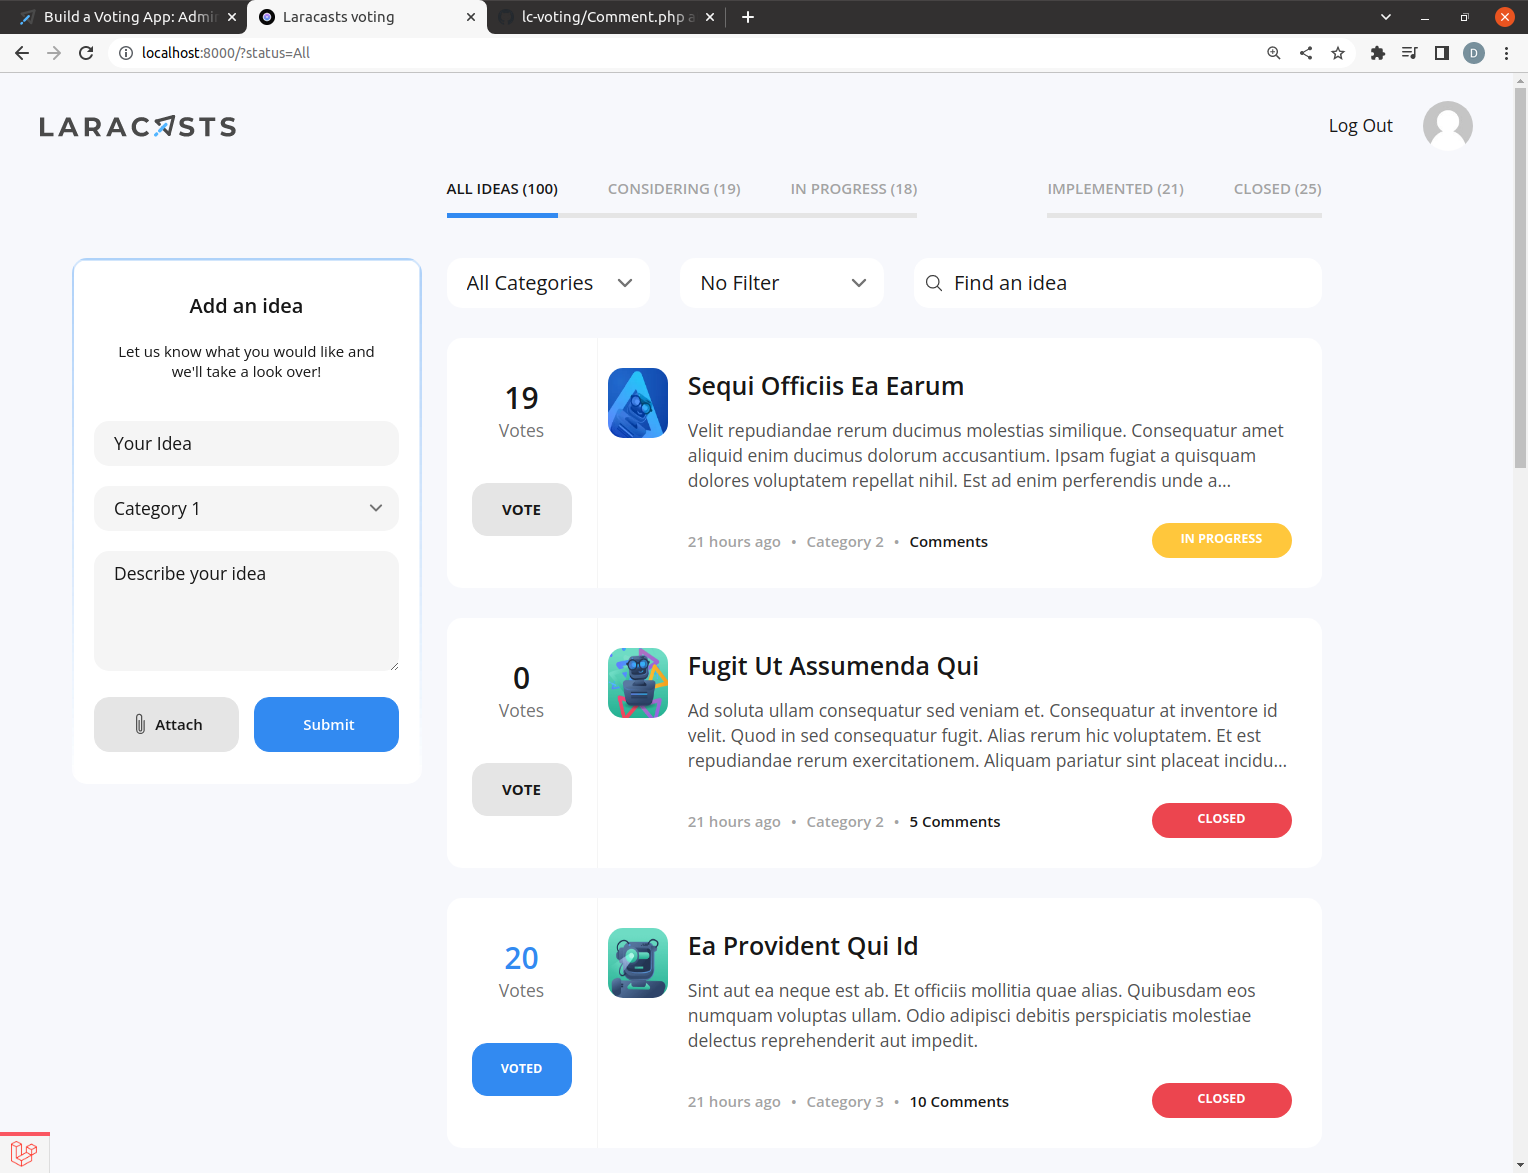 Build a Voting App: Admin
Laracasts voting
lc-voting/Comment.php a
localhost:8000/?status=All
D
LARACASTS
Log Out
ALL IDEAS (100)
CONSIDERING (19)
IN PROGRESS (18)
IMPLEMENTED (21)
CLOSED (25)
Add an idea
Let us know what you would like and
we'll take a look over!
Your Idea
Category 1
Describe your idea
Attach
Submit
All Categories
No Filter
Find an idea
19
Votes
VOTE
Sequi Officiis Ea Earum
Velit repudiandae rerum ducimus molestias similique. Consequatur amet
aliquid enim ducimus dolorum accusantium. Ipsam fugiat a quisquam
dolores voluptatem repellat nihil. Est ad enim perferendis unde a...
21 hours ago • Category 2 • Comments
IN PROGRESS
0
Votes
VOTE
Fugit Ut Assumenda Qui
Ad soluta ullam consequatur sed veniam et. Consequatur at inventore id
velit. Quod in sed consequatur fugit. Alias rerum hic voluptatem. Et est
repudiandae rerum exercitationem. Aliquam pariatur sint placeat incidu...
21 hours ago • Category 2 • 5 Comments
CLOSED
20
Votes
VOTED
Ea Provident Qui Id
Sint aut ea neque est ab. Et officiis mollitia quae alias. Quibusdam eos
numquam voluptas ullam. Odio adipisci debitis perspiciatis molestiae
delectus reprehenderit aut impedit.
21 hours ago • Category 3 • 10 Comments
CLOSED